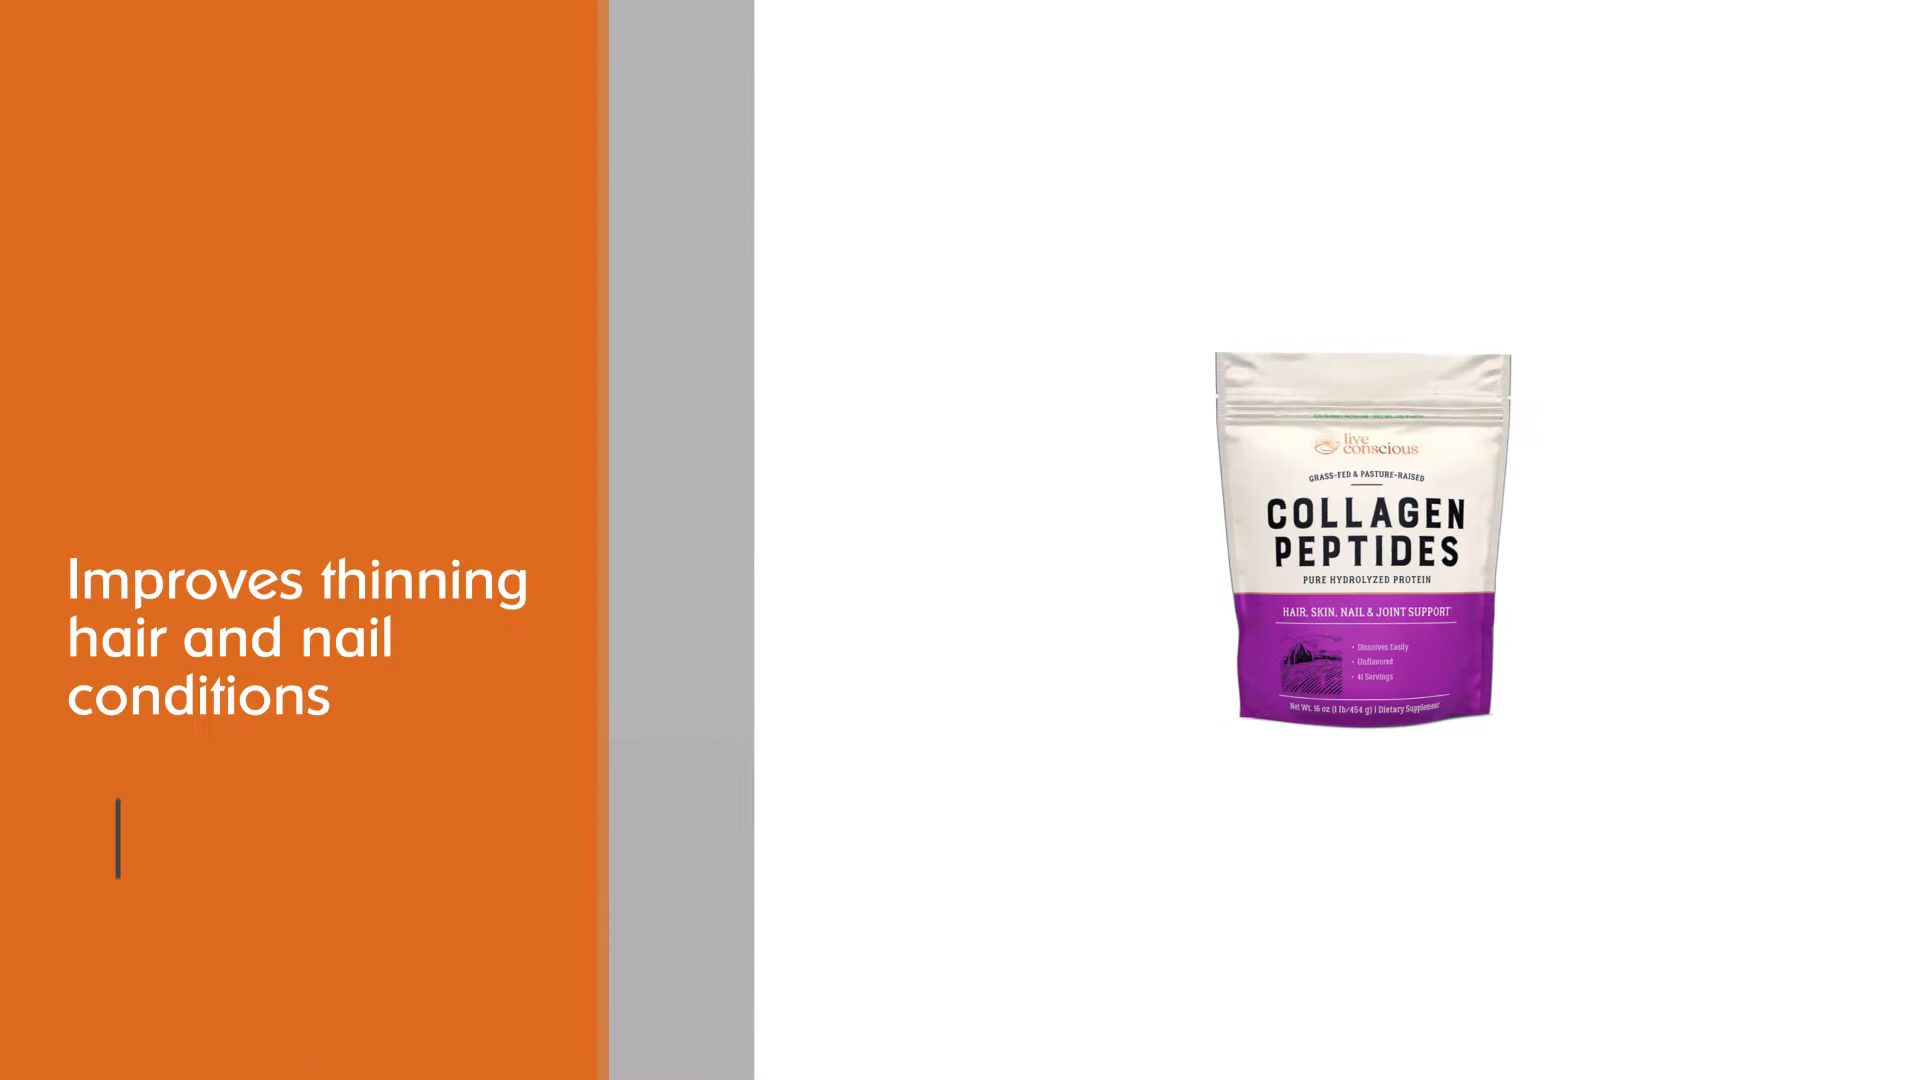 Improves thinning
hair and nail
conditions
live
conscious
GRASS-FED & PASTURE-RAISED
COLLAGEN
PEPTIDES
PURE HYDROLYZED PROTEIN
HAIR, SKIN, NAIL & JOINT SUPPORT
• Dissolves Easily
• Unflavored
• 41 Servings
Net Wt. 16 oz (1 lb/454 g) | Dietary Supplement